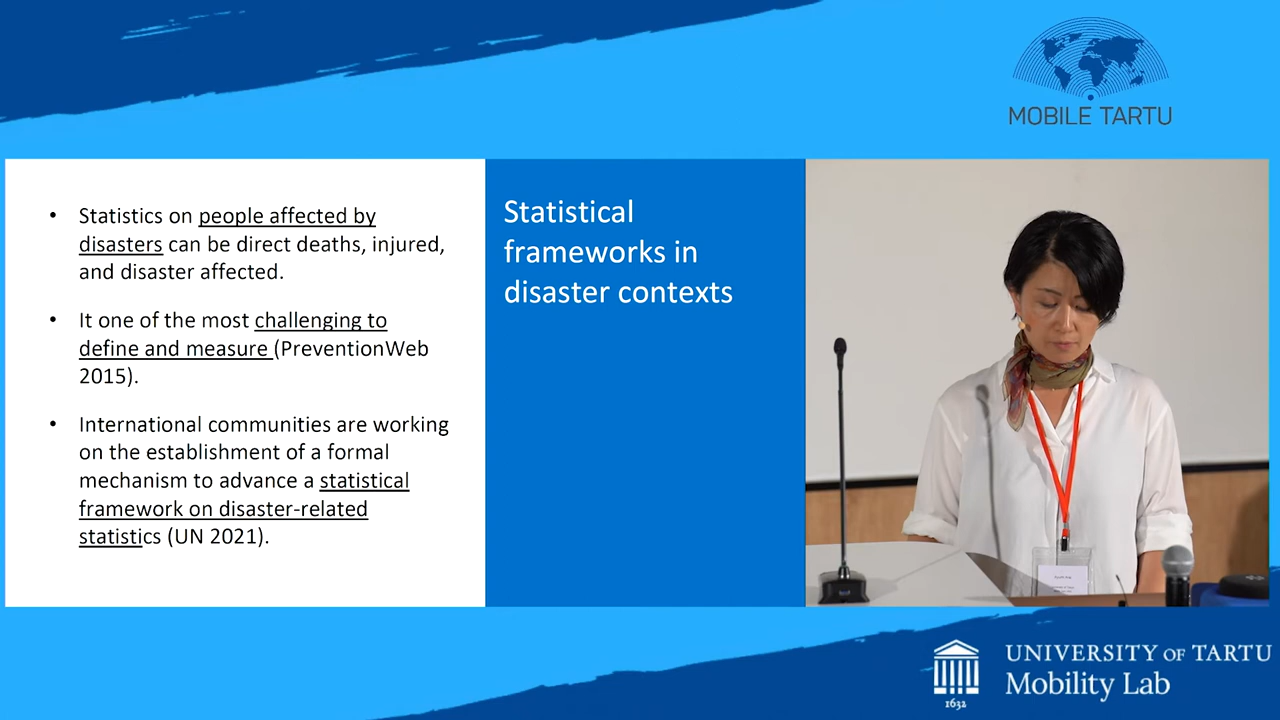 MOBILE TARTU
• Statistics on people affected by
disasters can be direct deaths, injured,
and disaster affected.
• It one of the most challenging to
define and measure (PreventionWeb
2015).
• International communities are working
on the establishment of a formal
mechanism to advance a statistical
framework on disaster-related
statistics (UN 2021).
Statistical
frameworks in
disaster contexts
1632
UNIVERSITY OF TARTU
Mobility Lab